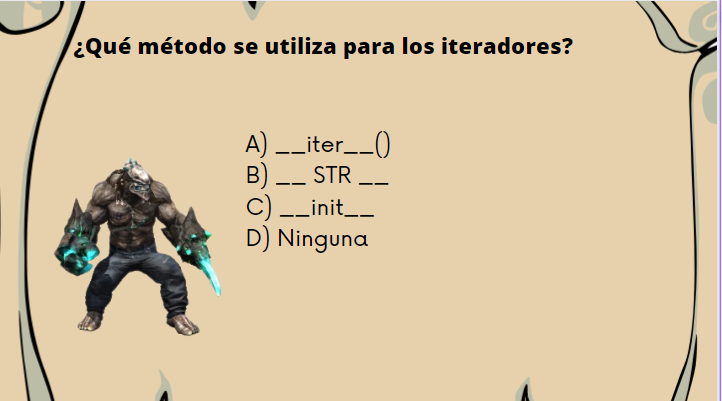 ¿Qué método se utiliza para los iteradores?
A) __iter__()
B) __ STR __
C) __init__
D) Ninguna